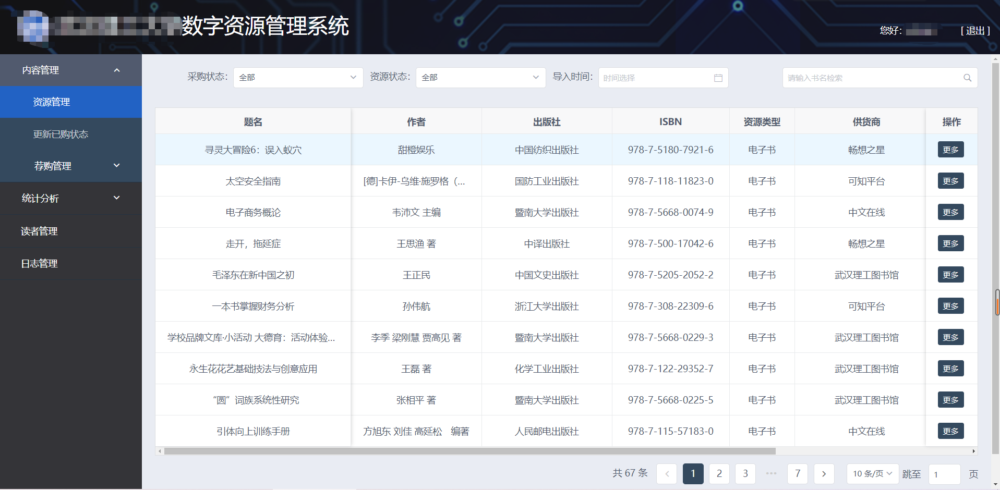 数字资源管理系统
您好: [ 退出 ]
内容管理
资源管理
更新已购状态
荐购管理
统计分析
读者管理
日志管理
采购状态: 全部 资源状态: 全部 导入时间: 时间选择 请输入书名检索
题名 作者 出版社 ISBN 资源类型 供货商 操作
寻灵大冒险6：误入蚁穴 甜橙娱乐 中国纺织出版社 978-7-5180-7921-6 电子书 畅想之星 更多
太空安全指南 [德]卡伊-乌维·施罗格（... 国防工业出版社 978-7-118-11823-0 电子书 可知平台 更多
电子商务概论 韦沛文 主编 暨南大学出版社 978-7-5668-0074-9 电子书 中文在线 更多
走开，拖延症 王思渔 著 中译出版社 978-7-500-17042-6 电子书 畅想之星 更多
毛泽东在新中国之初 王正民 中国文史出版社 978-7-5205-2052-2 电子书 武汉理工图书馆 更多
一本书掌握财务分析 孙伟航 浙江大学出版社 978-7-308-22309-6 电子书 可知平台 更多
学校品牌文库·小活动 大德育：活动体验... 李季 梁刚慧 贾高见 著 暨南大学出版社 978-7-5668-0229-3 电子书 武汉理工图书馆 更多
永生花花艺基础技法与创意应用 王磊 著 化学工业出版社 978-7-122-29352-7 电子书 武汉理工图书馆 更多
“圆”词族系统性研究 张相平 著 暨南大学出版社 978-7-5668-0225-5 电子书 武汉理工图书馆 更多
引体向上训练手册 方旭东 刘佳 高延松 编著 人民邮电出版社 978-7-115-57183-0 电子书 中文在线 更多
共 67 条 1 2 3 ··· 7 10 条/页 跳至 1 页